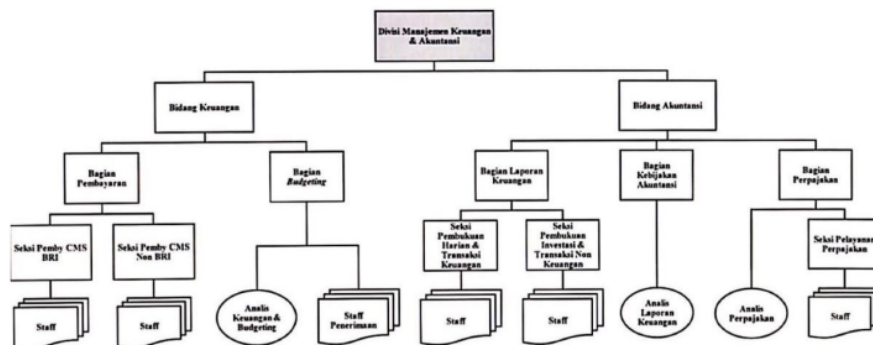 Divisi Manajemen Keuangan
& Akuntansi
Bidang Keuangan
Bidang Akuntansi
Bagian
Pembayaran
Bagian
Budgeting
Bagian Laporan
Keuangan
Bagian
Kebijakan
Akuntansi
Bagian
Perpajakan
Seksi Pemby CMS
BRI
Seksi Pemby CMS
Non BRI
Seksi
Pembukuan
Harian &
Transaksi
Keuangan
Seksi
Pembukuan
Investasi &
Transaksi Non
Keuangan
Seksi Pelayanan
Perpajakan
Staff
Staff
Analis
Keuangan &
Budgeting
Staff
Penerimaan
Staff
Staff
Analis
Laporan
Keuangan
Analis
Perpajakan
Staff